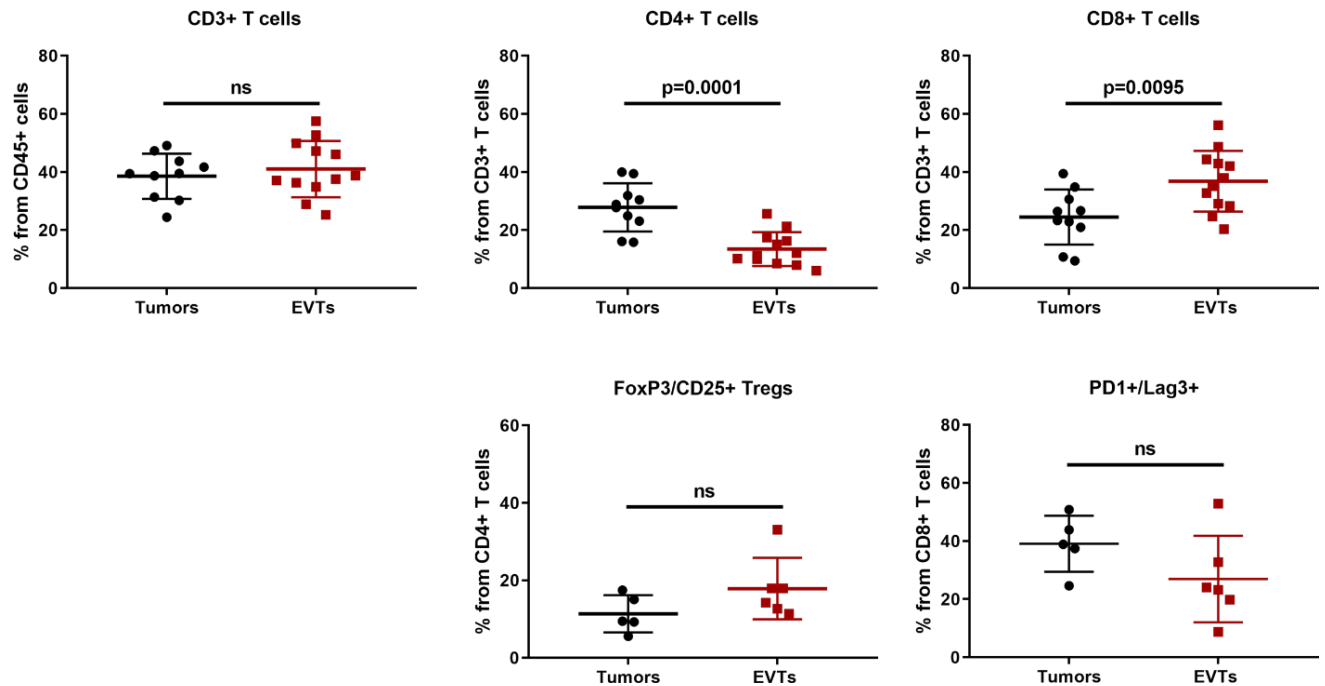 CD3+ T cells
% from CD45+ cells
80
60
40
20
0
ns
Tumors
EVTs
CD4+ T cells
% from CD3+ T cells
80
60
40
20
0
p=0.0001
Tumors
EVTs
CD8+ T cells
% from CD3+ T cells
80
60
40
20
0
p=0.0095
Tumors
EVTs
FoxP3/CD25+ Tregs
% from CD4+ T cells
60
40
20
0
ns
Tumors
EVTs
PD1+/Lag3+
% from CD8+ T cells
80
60
40
20
0
ns
Tumors
EVTs